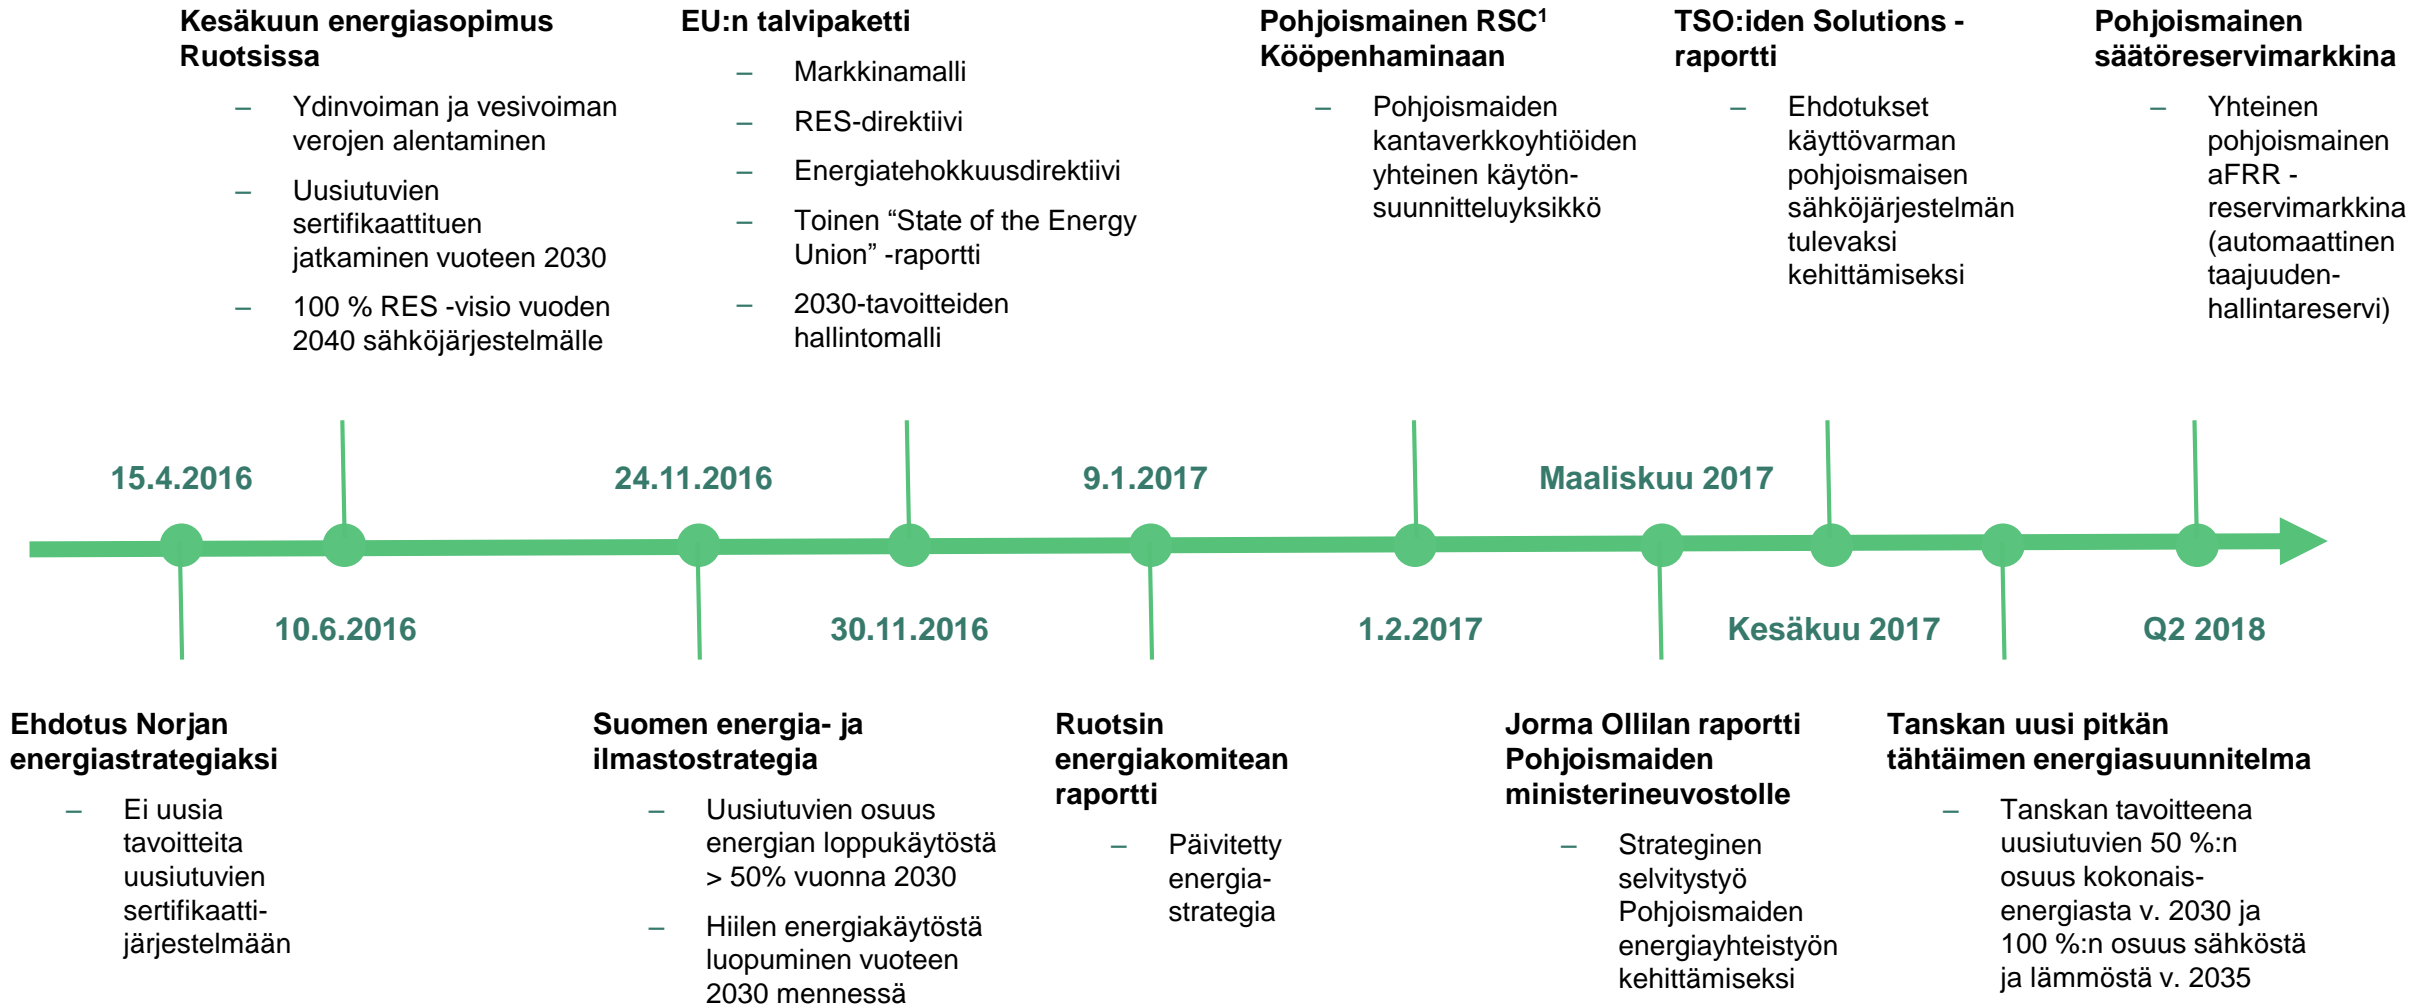 Kesäkuun energiasopimus
Ruotsissa
– Ydinvoiman ja vesivoiman
verojen alentaminen
– Uusiutuvien
sertifikaattituen
jatkaminen vuoteen 2030
– 100 % RES -visio vuoden
2040 sähköjärjestelmälle
EU:n talvipaketti
– Markkinamalli
– RES-direktiivi
– Energiatehokkuusdirektiivi
– Toinen “State of the Energy
Union” -raportti
– 2030-tavoitteiden
hallintomalli
Pohjoismainen RSC¹
Kööpenhaminaan
– Pohjoismaiden
kantaverkkoyhtiöiden
yhteinen käytön-
suunnitteluyksikkö
TSO:iden Solutions -
raportti
– Ehdotukset
käyttövarman
pohjoismaisen
sähköjärjestelmän
tulevaksi
kehittämiseksi
Pohjoismainen
säätöreservimarkkina
– Yhteinen
pohjoismainen
aFRR -
reservimarkkina
(automaattinen
taajuuden-
hallintareservi)
15.4.2016
24.11.2016
9.1.2017
Maaliskuu 2017
10.6.2016
30.11.2016
1.2.2017
Kesäkuu 2017
Q2 2018
Ehdotus Norjan
energiastrategiaksi
– Ei uusia
tavoitteita
uusiutuvien
sertifikaatti-
järjestelmään
Suomen energia- ja
ilmastostrategia
– Uusiutuvien osuus
energian loppukäytöstä
> 50% vuonna 2030
– Hiilen energiakäytöstä
luopuminen vuoteen
2030 mennessä
Ruotsin
energiakomitean
raportti
– Päivitetty
energia-
strategia
Jorma Ollilan raportti
Pohjoismaiden
ministerineuvostolle
– Strateginen
selvitystyö
Pohjoismaiden
energiayhteistyön
kehittämiseksi
Tanskan uusi pitkän
tähtäimen energiasuunnitelma
– Tanskan tavoitteena
uusiutuvien 50 %:n
osuus kokonais-
energiasta v. 2030 ja
100 %:n osuus sähköstä
ja lämmöstä v. 2035